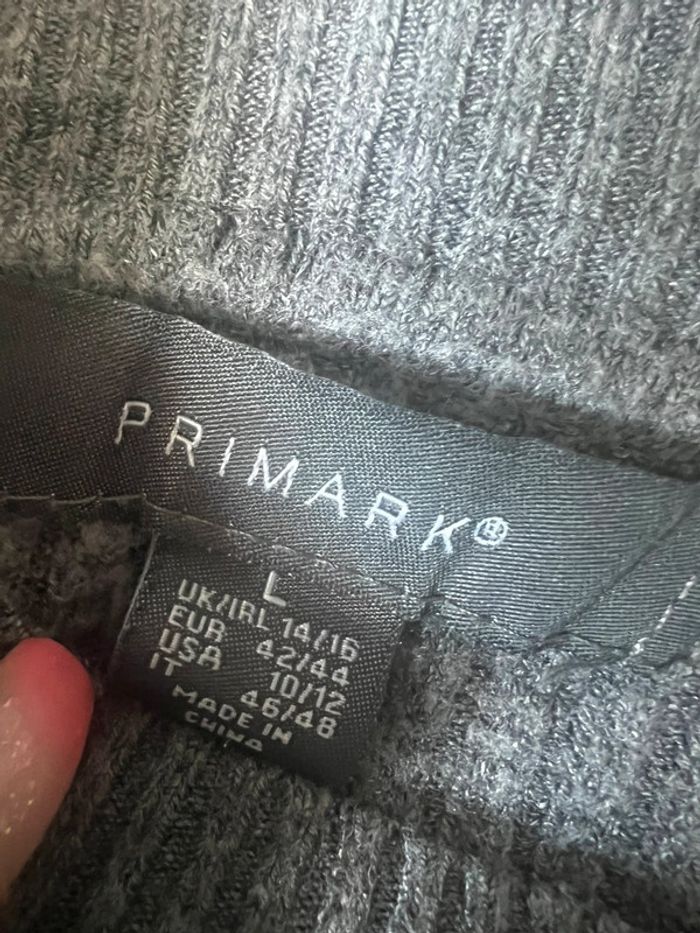 PRIMARK®
L
UK/IRL 14/16
EUR 42/44
USA 10/12
IT 46/48
MADE IN
CHINA